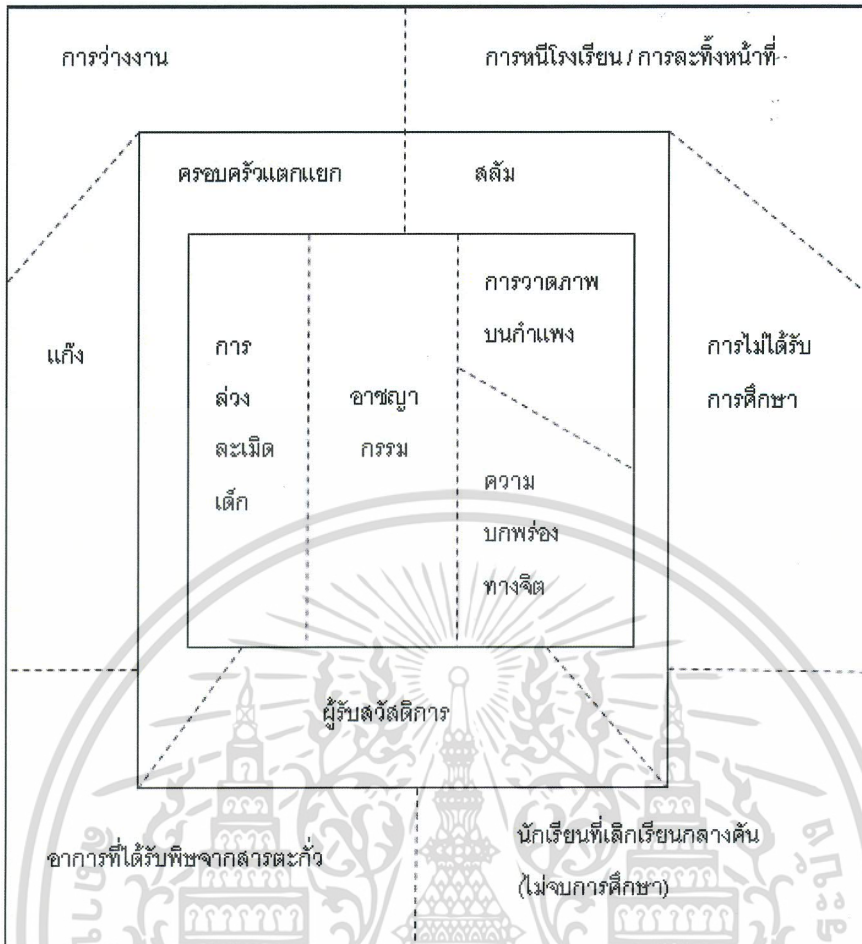 การว่างงาน
การหนีโรงเรียน / การละทิ้งหน้าที่
ครอบครัวแตกแยก
สลัม
แก๊ง
การ
ล่วง
ละเมิด
เด็ก
อาชญา
กรรม
การวาดภาพ
บนกำแพง
ความ
บกพร่อง
ทางจิต
การไม่ได้รับ
การศึกษา
ผู้รับสวัสดิการ
อาการที่ได้รับพิษจากสารตะกั่ว
นักเรียนที่เลิกเรียนกลางคัน
(ไม่จบการศึกษา)